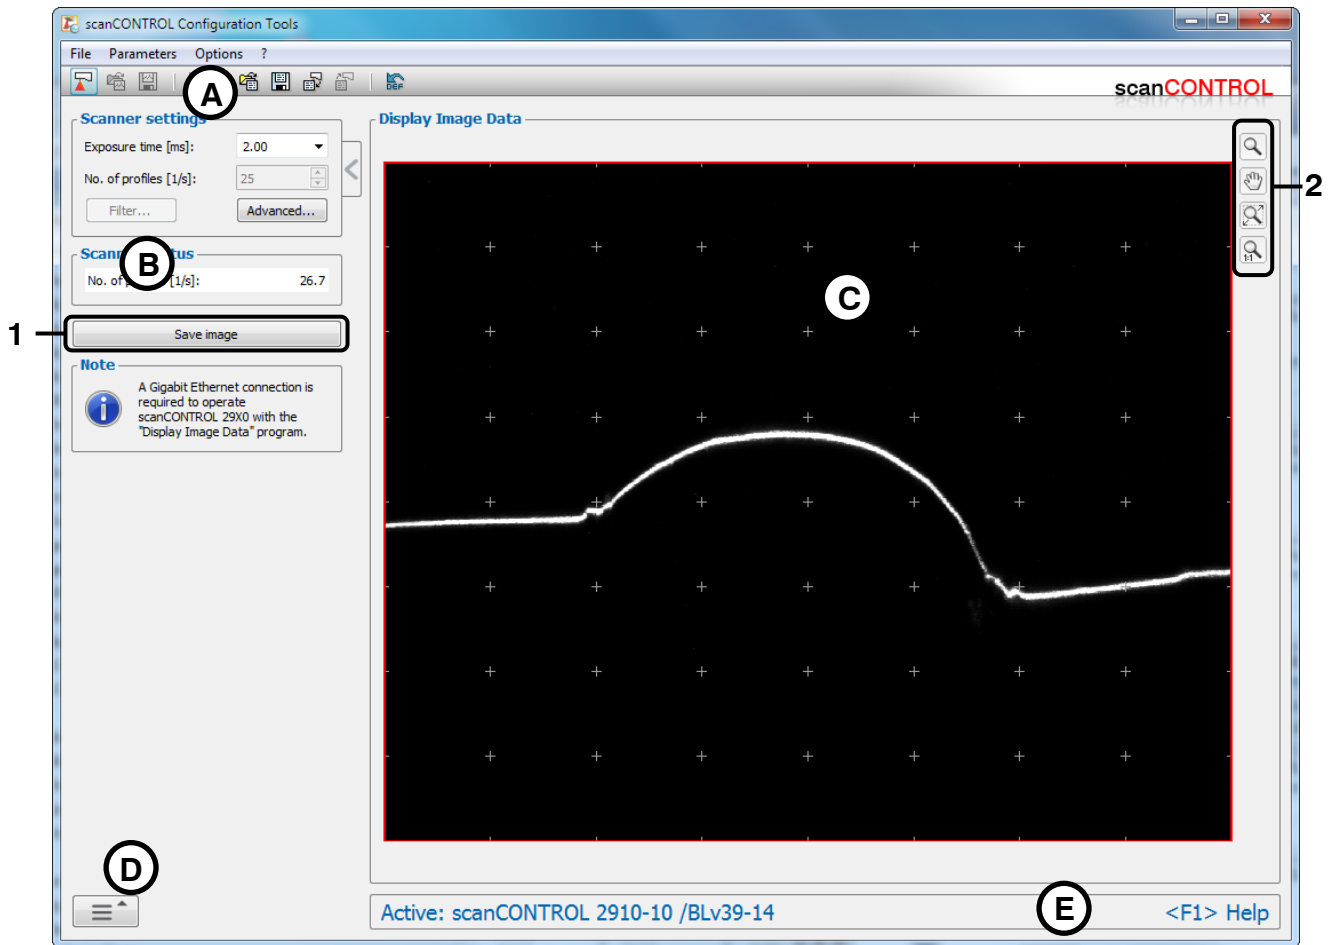 scanCONTROL Configuration Tools
File Parameters Options ?
A
DEF
scanCONTROL
Scanner settings
Exposure time [ms]: 2.00
No. of profiles [1/s]: 25
Filter... Advanced...
B
No. of [1/s]: 26.7
1
Save image
Note
A Gigabit Ethernet connection is
required to operate
scanCONTROL 29X0 with the
"Display Image Data" program.
D
Display Image Data
C
2
1:1
Active: scanCONTROL 2910-10 /BLv39-14
E
<F1> Help